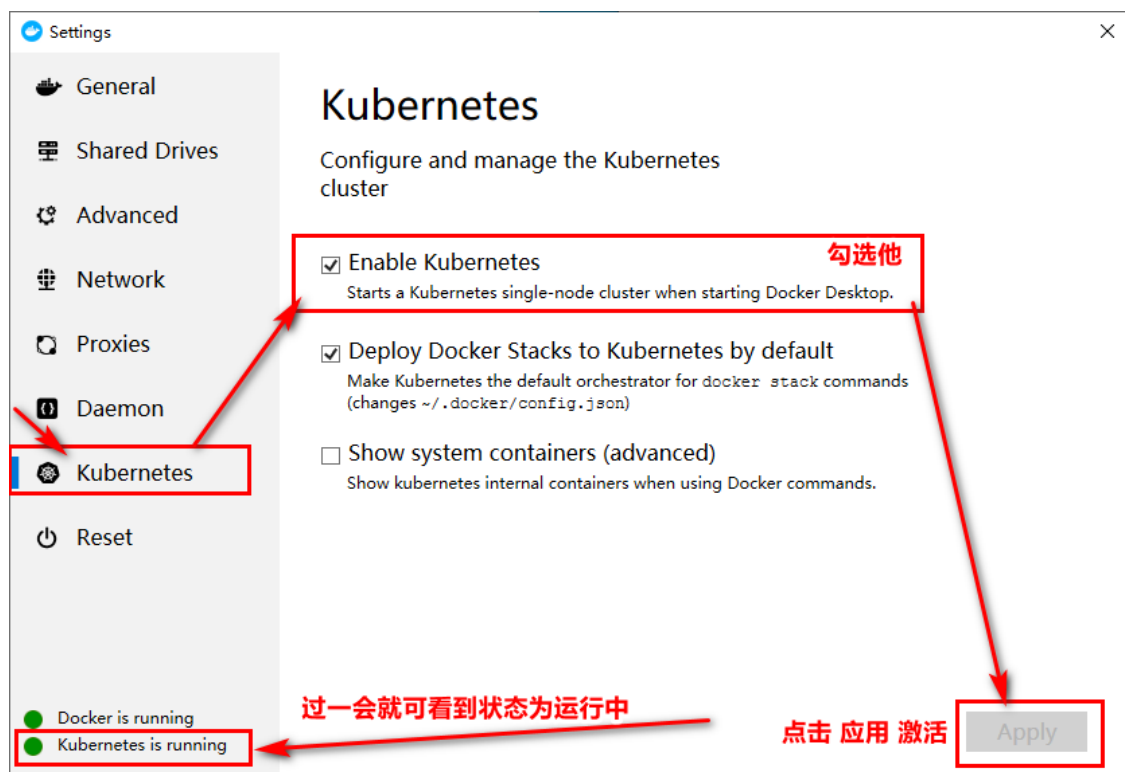 Settings
General
Shared Drives
Advanced
Network
Proxies
Daemon
Kubernetes
Reset
Docker is running
Kubernetes is running
Kubernetes
Configure and manage the Kubernetes
cluster
Enable Kubernetes
勾选他
Starts a Kubernetes single-node cluster when starting Docker Desktop.
Deploy Docker Stacks to Kubernetes by default
Make Kubernetes the default orchestrator for docker stack commands
(changes ~/.docker/config.json)
Show system containers (advanced)
Show kubernetes internal containers when using Docker commands.
过一会就可看到状态为运行中
点击 应用 激活
Apply